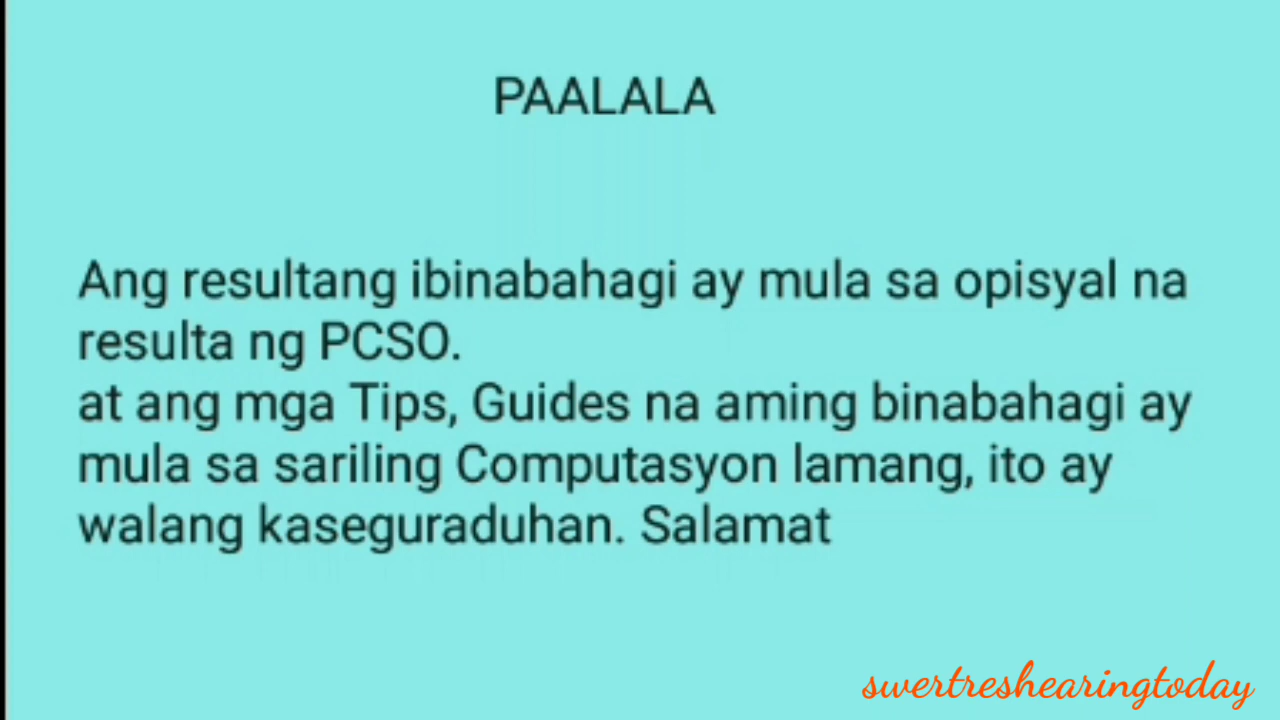 PAALALA
Ang resultang ibinabahagi ay mula sa opisyal na
resulta ng PCSO.
at ang mga Tips, Guides na aming binabahagi ay
mula sa sariling Computasyon lamang, ito ay
walang kaseguraduhan. Salamat
swertreshearingtoday